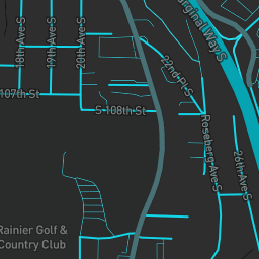 18th Ave S
19th Ave S
20th Ave S
arginal Way S
22nd Pl S
107th St
S 108th St
Roseberg Ave S
26th Ave S
Rainier Golf &
Country Club